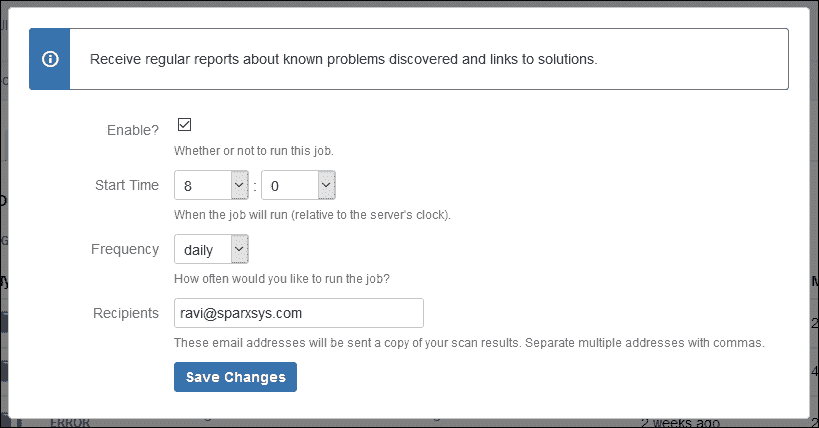 Receive regular reports about known problems discovered and links to solutions.
Enable?
Whether or not to run this job.
Start Time 8 : 0
When the job will run (relative to the server's clock).
Frequency daily
How often would you like to run the job?
Recipients ravi@sparxsys.com
These email addresses will be sent a copy of your scan results. Separate multiple addresses with commas.
Save Changes
ERROR 2 weeks ago